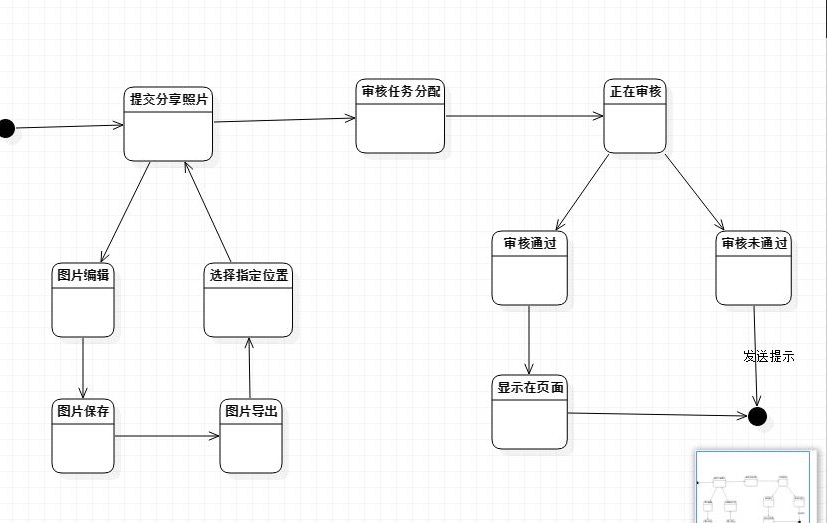 提交分享照片
审核任务分配
正在审核
审核通过
审核未通过
图片编辑
选择指定位置
发送提示
显示在页面
图片保存
图片导出